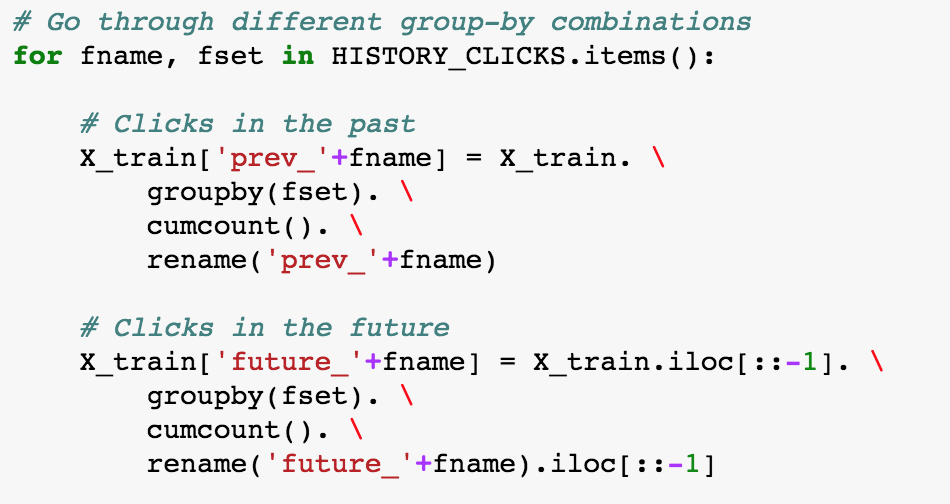 # Go through different group-by combinations
for fname, fset in HISTORY_CLICKS.items():
# Clicks in the past
X_train['prev_'+fname] = X_train. \
groupby(fset). \
cumcount(). \
rename('prev_'+fname)
# Clicks in the future
X_train['future_'+fname] = X_train.iloc[::-1]. \
groupby(fset). \
cumcount(). \
rename('future_'+fname).iloc[::-1]